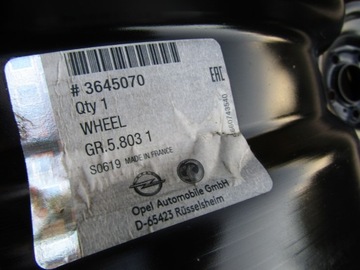 # 3645070
Qty 1
WHEEL
GR.5.803 1
S0619 MADE IN FRANCE
Opel Automobile GmbH
D-65423 Rüsselsheim
EAC